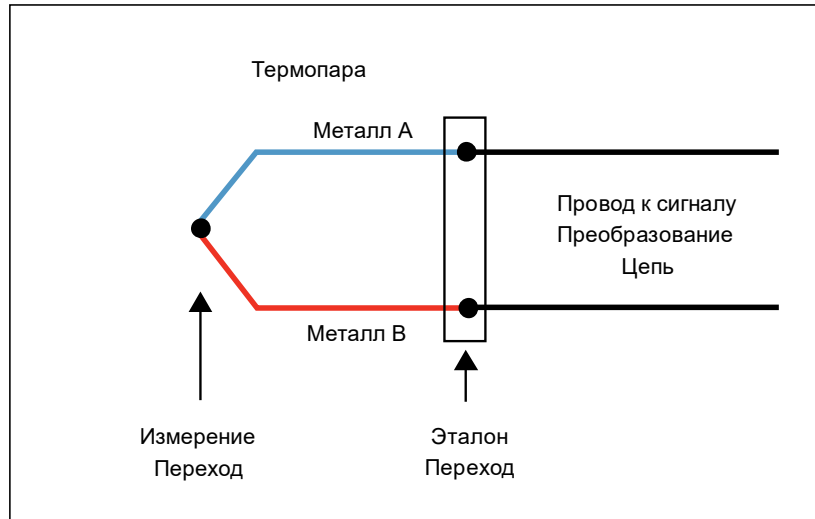 Термопара
Металл А
Провод к сигналу
Преобразование
Цепь
Металл В
Измерение
Переход
Эталон
Переход